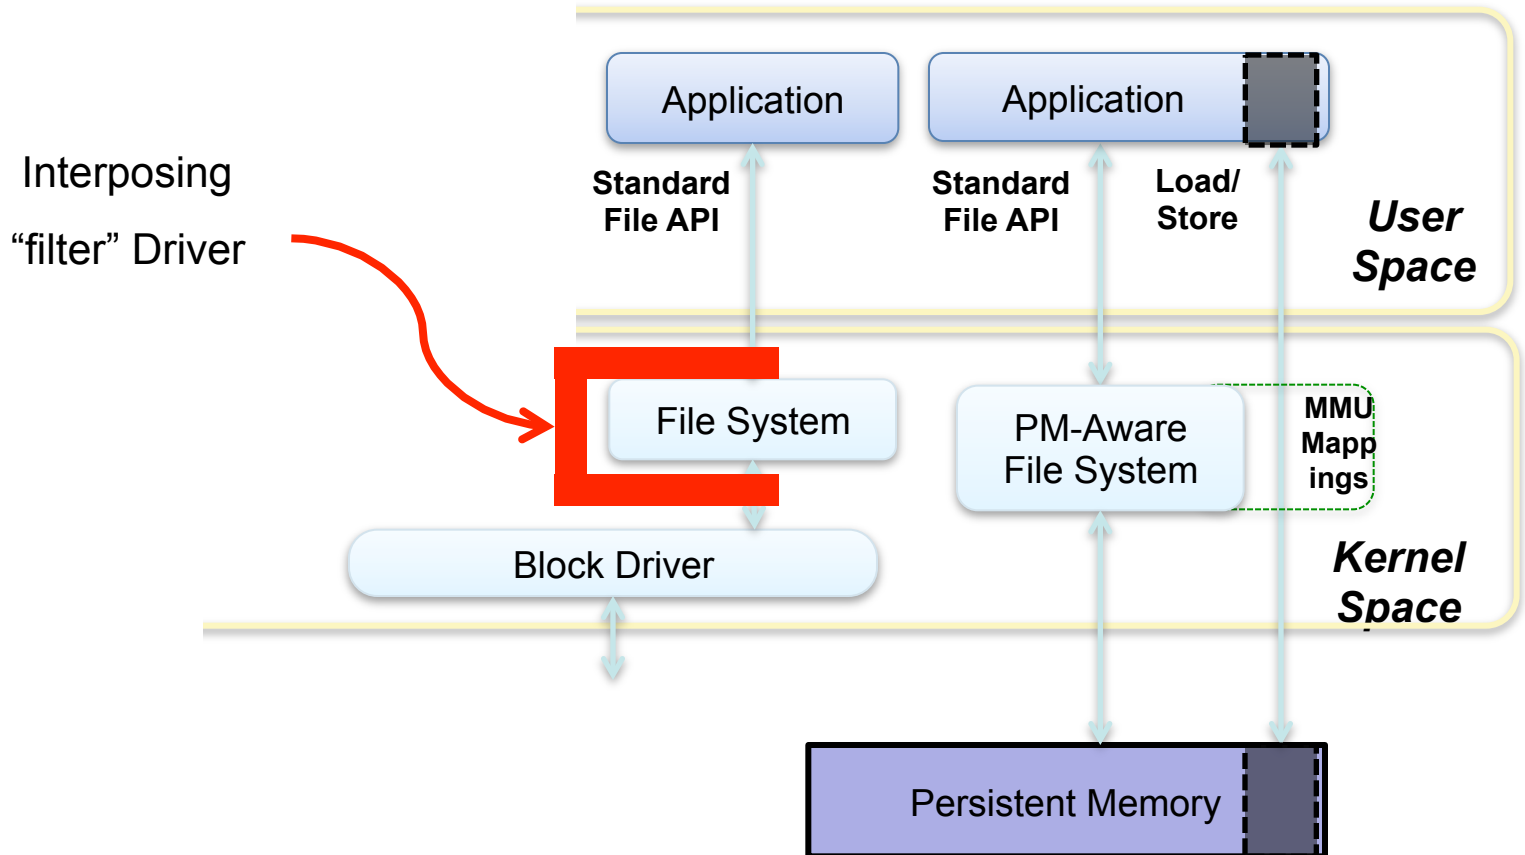 Application
Application
Interposing
“filter” Driver
Standard
File API
Standard
File API
Load/
Store
User
Space
File System
PM-Aware
File System
MMU
Mapp
ings
Block Driver
Kernel
Space
Persistent Memory